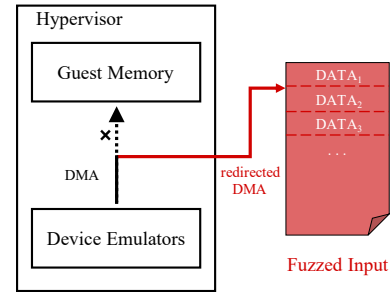 Hypervisor
Guest Memory
DMA
Device Emulators
redirected
DMA
DATA1
DATA2
DATA3
...
Fuzzed Input